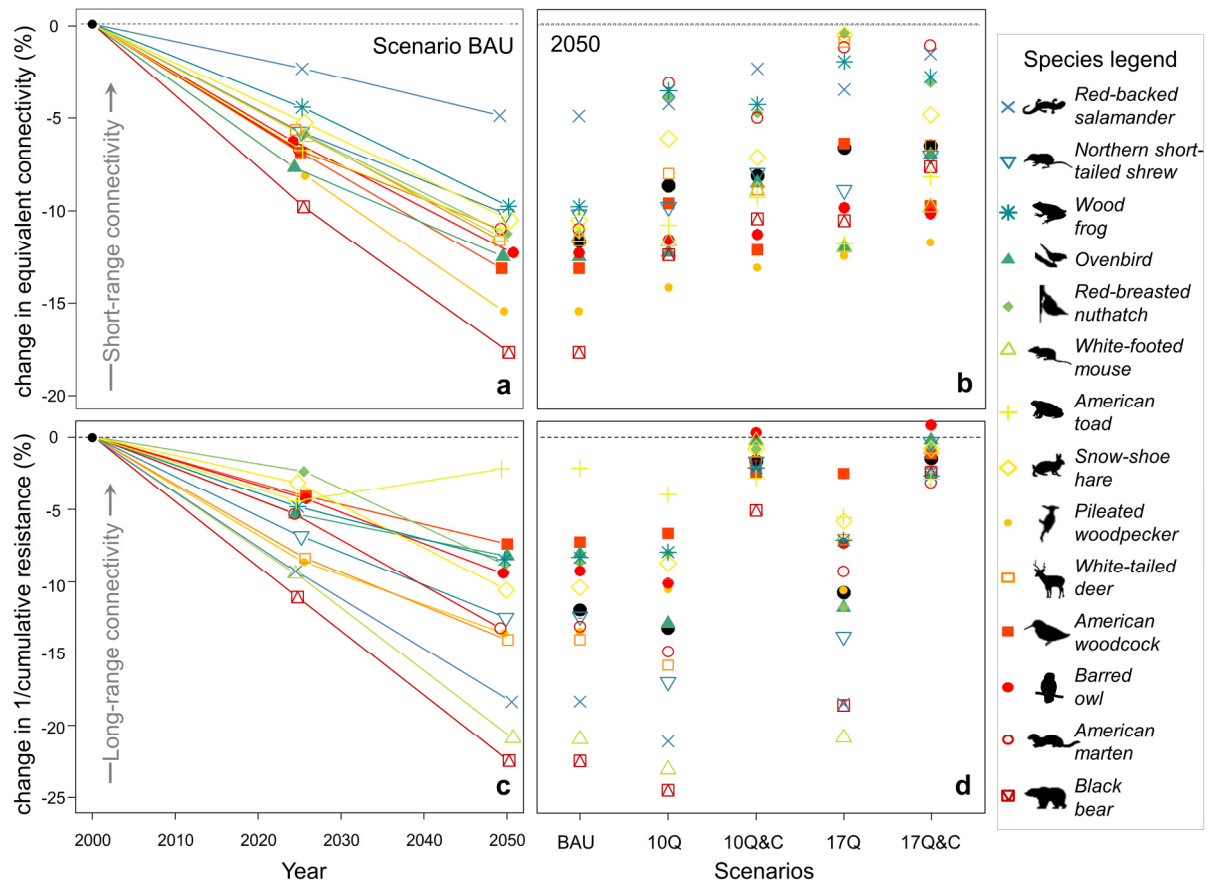 change in equivalent connectivity (%)
Short-range connectivity
0
-5
-10
-15
-20
Scenario BAU
a
2050
b
change in 1/cumulative resistance (%)
Long-range connectivity
0
-5
-10
-15
-20
-25
c
d
2000 2010 2020 2030 2040 2050
Year
BAU 10Q 10Q&C 17Q 17Q&C
Scenarios
Species legend
Red-backed
salamander
Northern short-
tailed shrew
Wood
frog
Ovenbird
Red-breasted
nuthatch
White-footed
mouse
American
toad
Snow-shoe
hare
Pileated
woodpecker
White-tailed
deer
American
woodcock
Barred
owl
American
marten
Black
bear